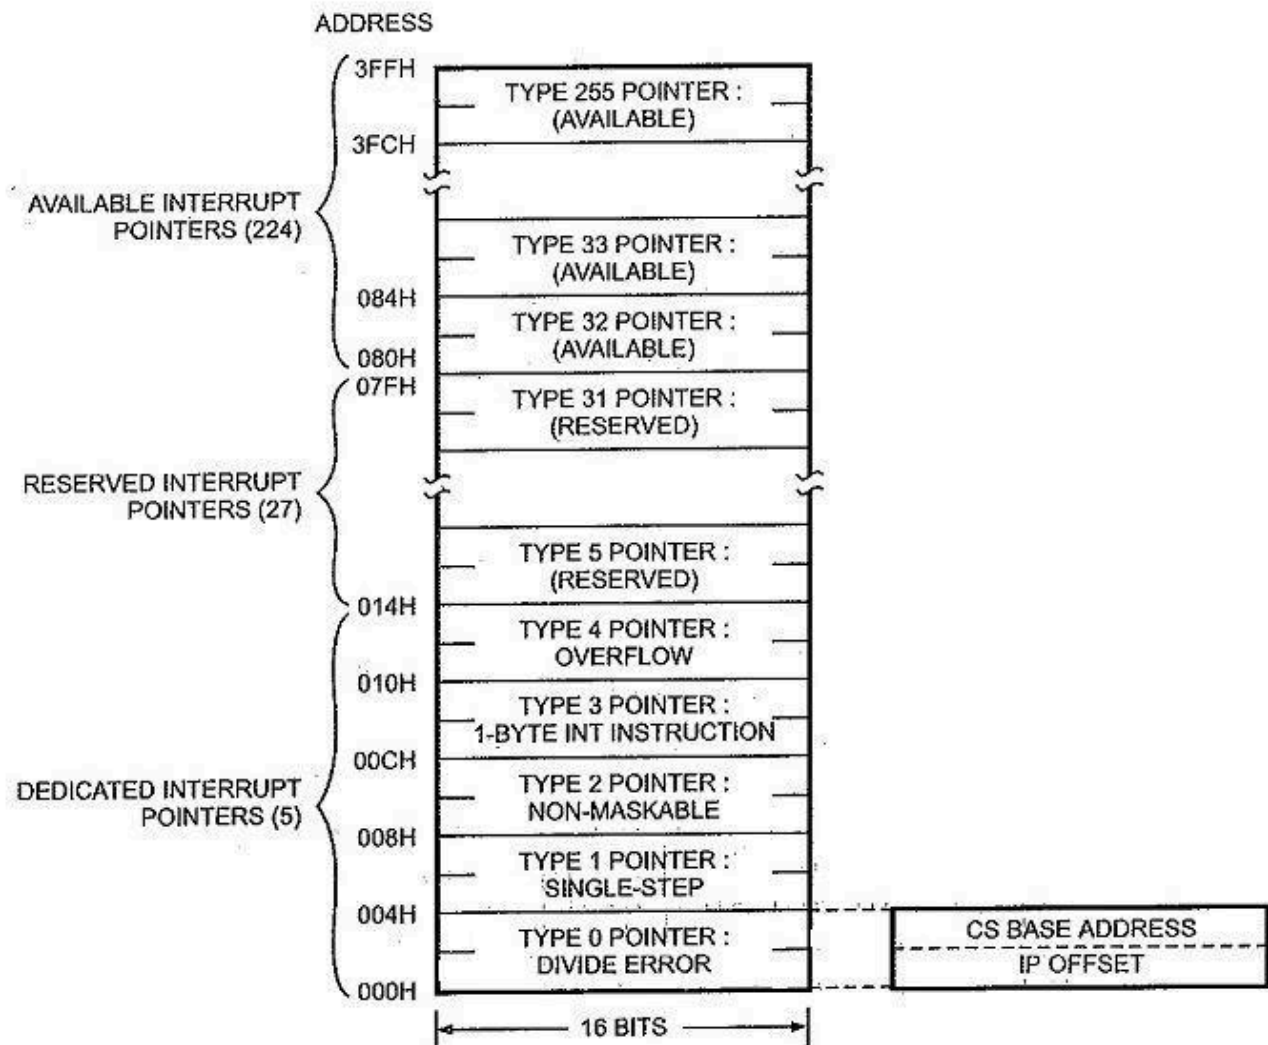 ADDRESS
3FFH
TYPE 255 POINTER :
(AVAILABLE)
3FCH
AVAILABLE INTERRUPT
POINTERS (224)
TYPE 33 POINTER :
(AVAILABLE)
084H
TYPE 32 POINTER :
(AVAILABLE)
080H
07FH
TYPE 31 POINTER :
(RESERVED)
RESERVED INTERRUPT
POINTERS (27)
TYPE 5 POINTER :
(RESERVED)
014H
TYPE 4 POINTER :
OVERFLOW
010H
TYPE 3 POINTER :
1-BYTE INT INSTRUCTION
00CH
DEDICATED INTERRUPT
POINTERS (5)
TYPE 2 POINTER :
NON-MASKABLE
008H
TYPE 1 POINTER :
SINGLE-STEP
004H
TYPE 0 POINTER :
DIVIDE ERROR
CS BASE ADDRESS
IP OFFSET
000H
16 BITS